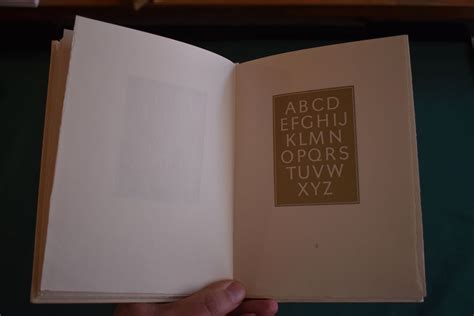 ABCD
EFGHIJ
KLMN
OPQRS
TUVW
XYZ